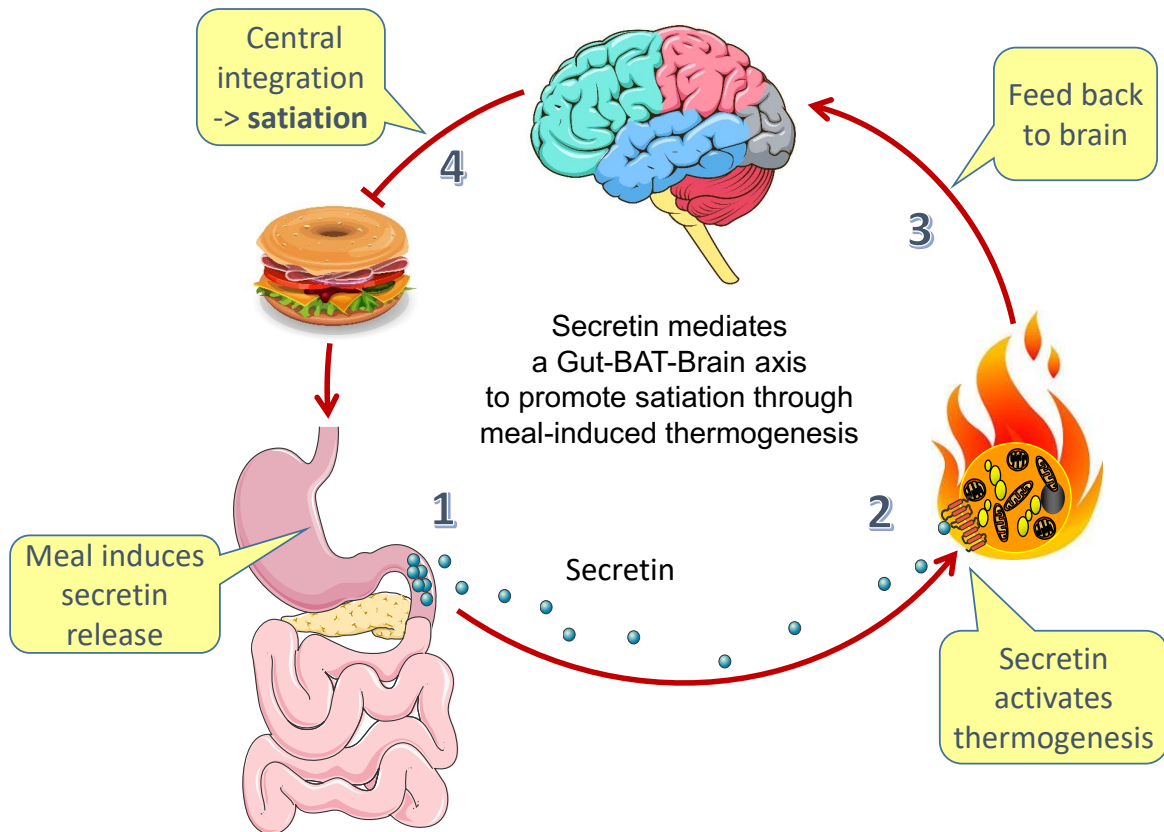 Central
integration
-> satiation
4
Feed back
to brain
3
Secretin mediates
a Gut-BAT-Brain axis
to promote satiation through
meal-induced thermogenesis
1
2
Meal induces
secretin
release
Secretin
Secretin
activates
thermogenesis